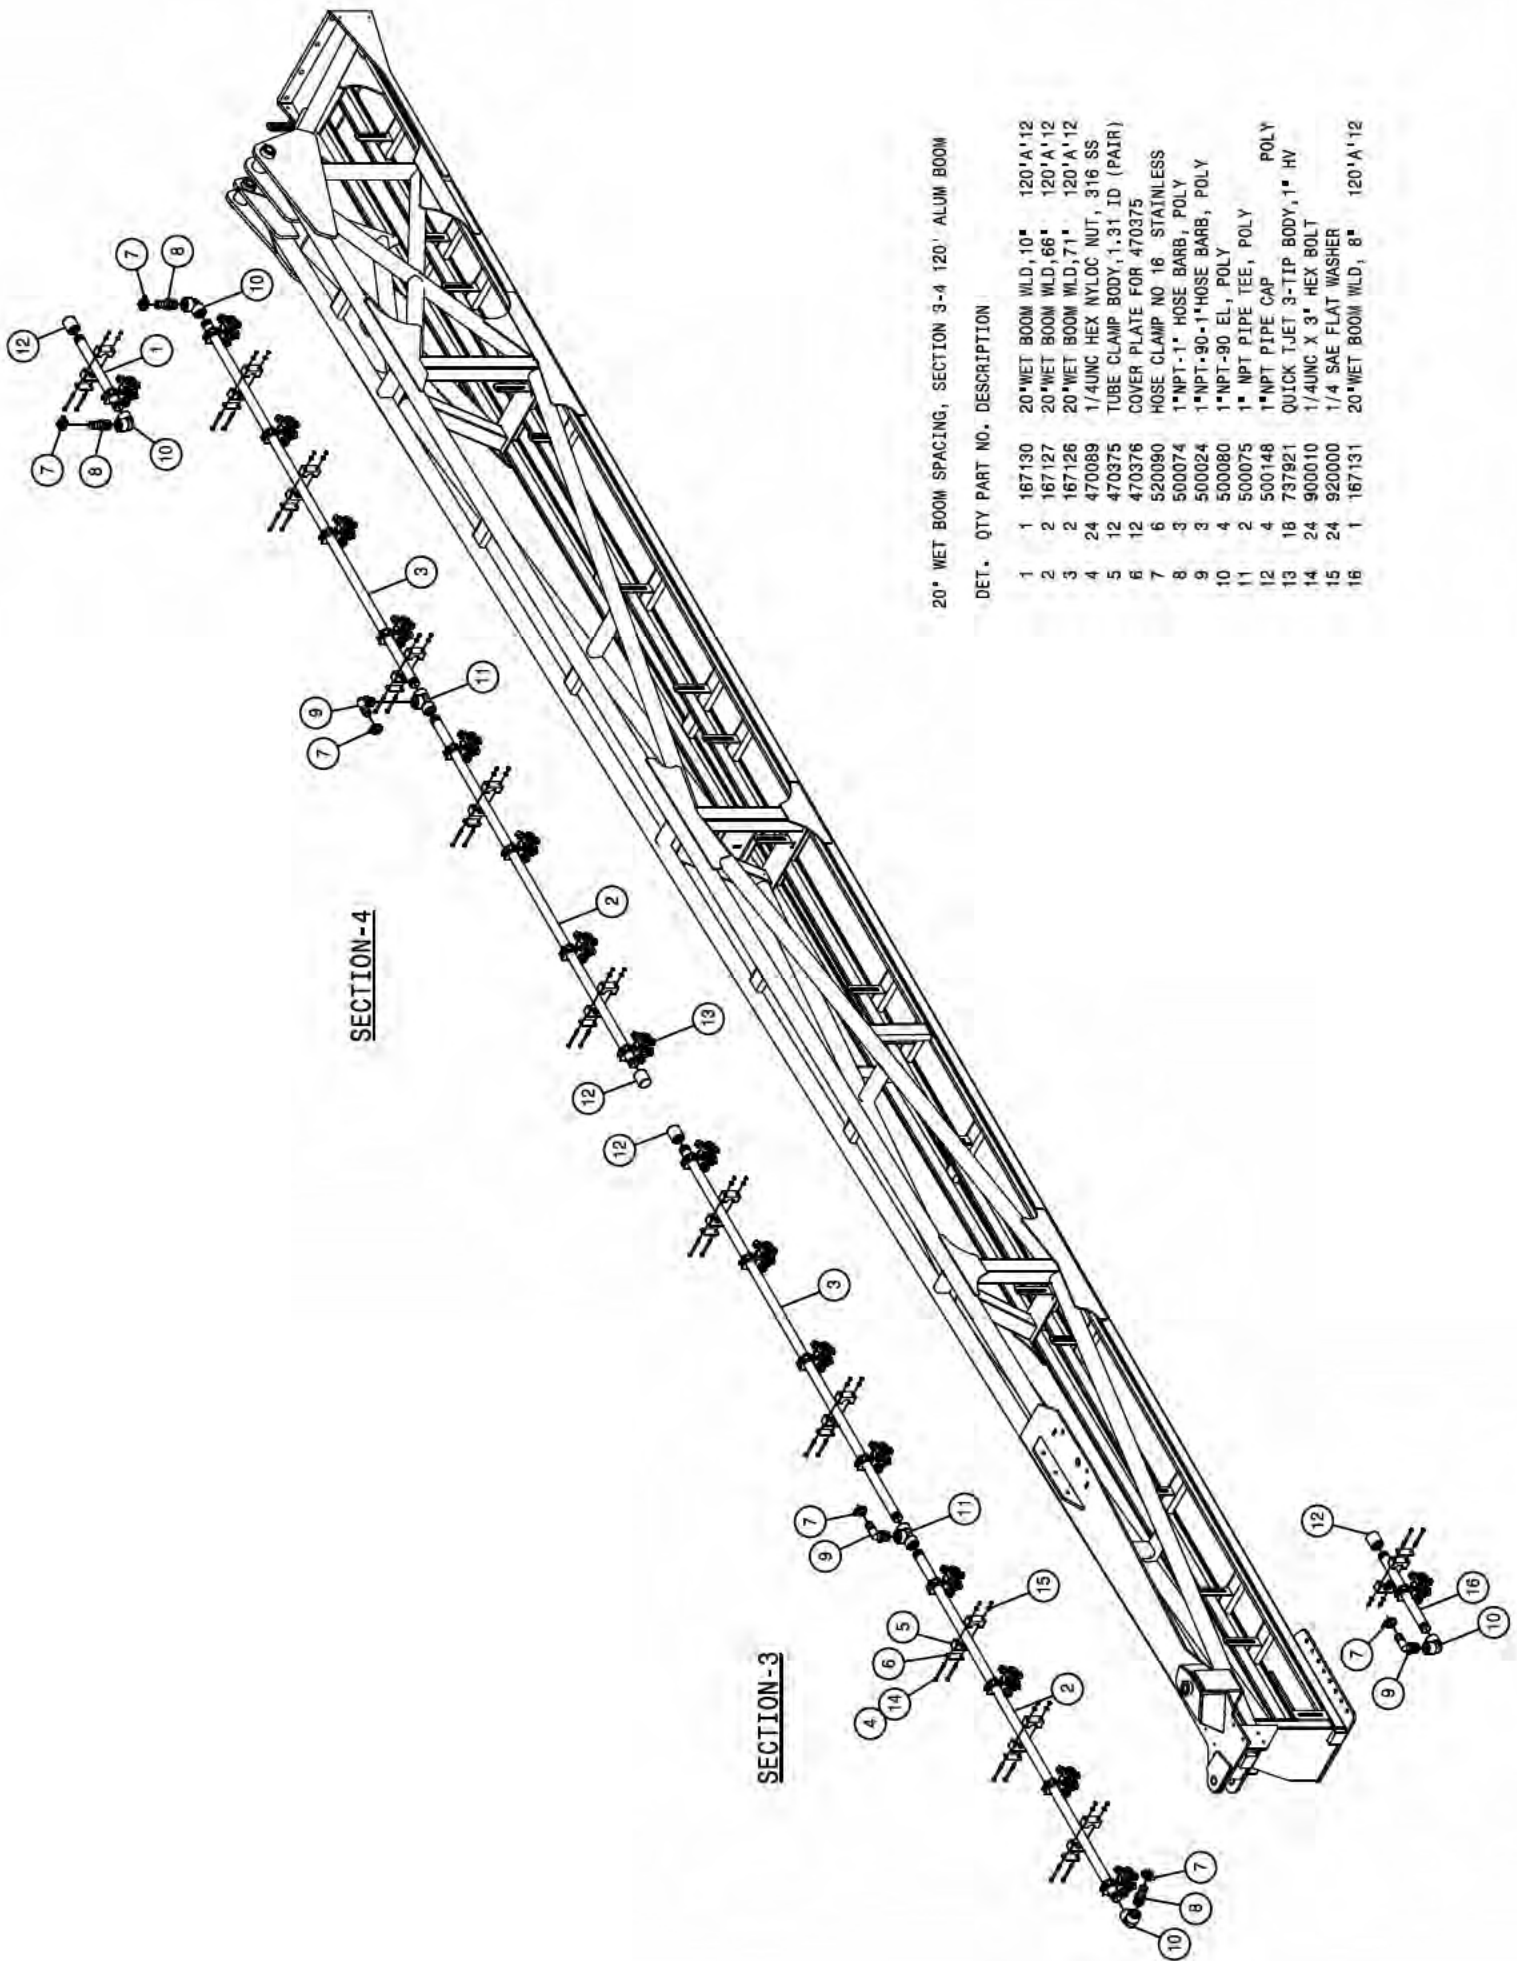 20" WET BOOM SPACING, SECTION 3-4 120' ALUM BOOM
DET. QTY PART NO. DESCRIPTION
1 1 167130 20"WET BOOM WLD,10" 120'A'12
2 2 167127 20"WET BOOM WLD,66" 120'A'12
3 2 167126 20"WET BOOM WLD,71" 120'A'12
4 24 470089 1/4UNC HEX NYLOC NUT, 316 SS
5 12 470375 TUBE CLAMP BODY,1.31 ID (PAIR)
6 12 470376 COVER PLATE FOR 470375
7 6 520090 HOSE CLAMP NO 16 STAINLESS
8 3 500074 1"NPT-1" HOSE BARB, POLY
9 3 500024 1"NPT-90-1"HOSE BARB, POLY
10 4 500080 1"NPT-90 EL, POLY
11 2 500075 1" NPT PIPE TEE, POLY
12 4 500148 1"NPT PIPE CAP POLY
13 18 737921 QUICK TJET 3-TIP BODY,1" HV
14 24 900010 1/4UNC X 3" HEX BOLT
15 24 920000 1/4 SAE FLAT WASHER
16 1 167131 20"WET BOOM WLD, 8" 120'A'12
SECTION-4
12
1
7
8
10
7
8
10
3
9
7
11
2
13
12
SECTION-3
12
3
7
9
11
15
5
6
14
4
2
7
8
10
12
16
7
9
10